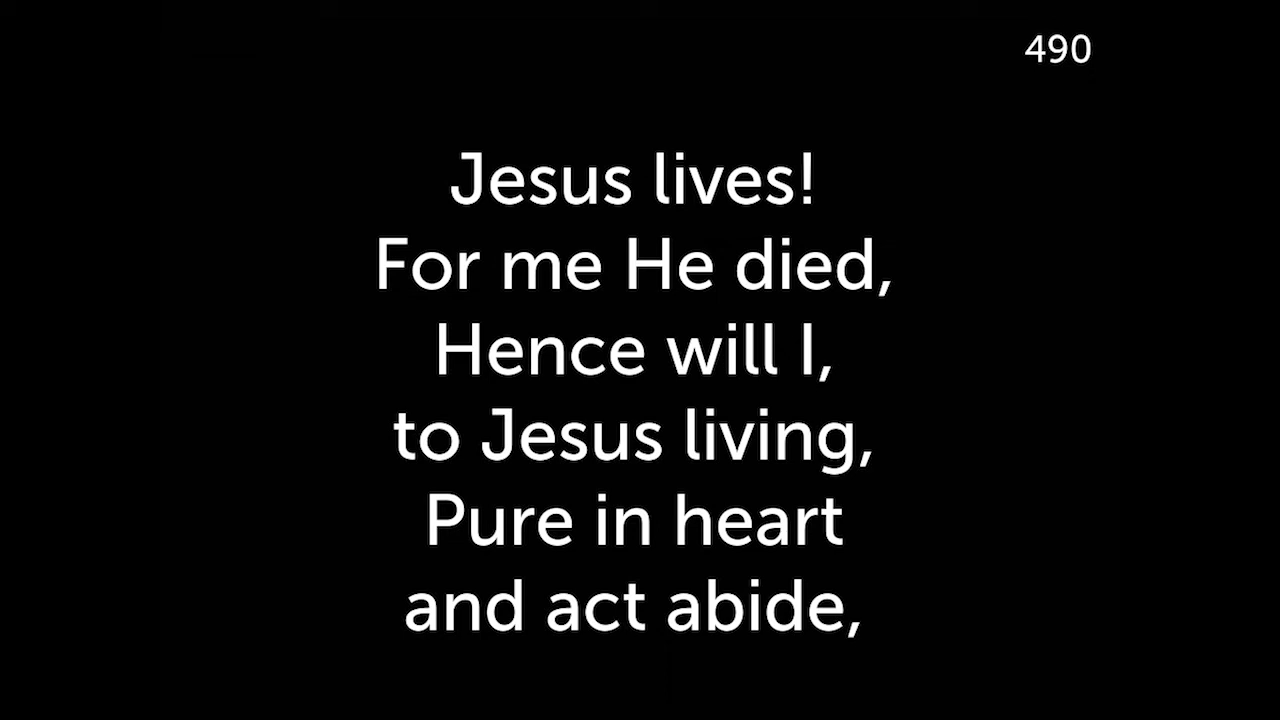 490
Jesus lives!
For me He died,
Hence will I,
to Jesus living,
Pure in heart
and act abide,